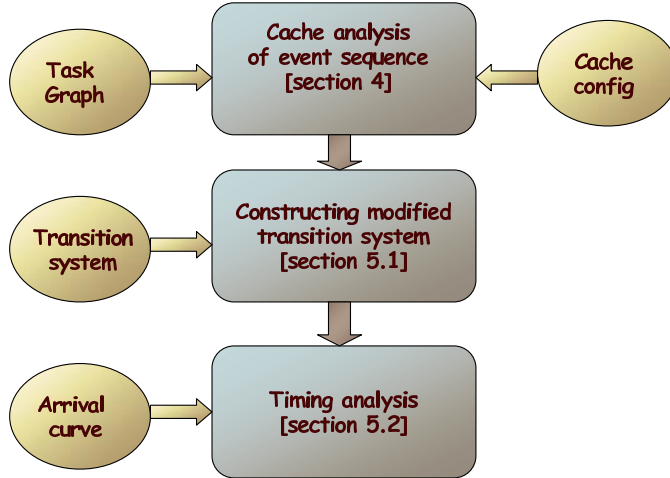 Cache analysis
of event sequence
[section 4]
Task
Graph
Cache
config
Constructing modified
transition system
[section 5.1]
Transition
system
Timing analysis
[section 5.2]
Arrival
curve